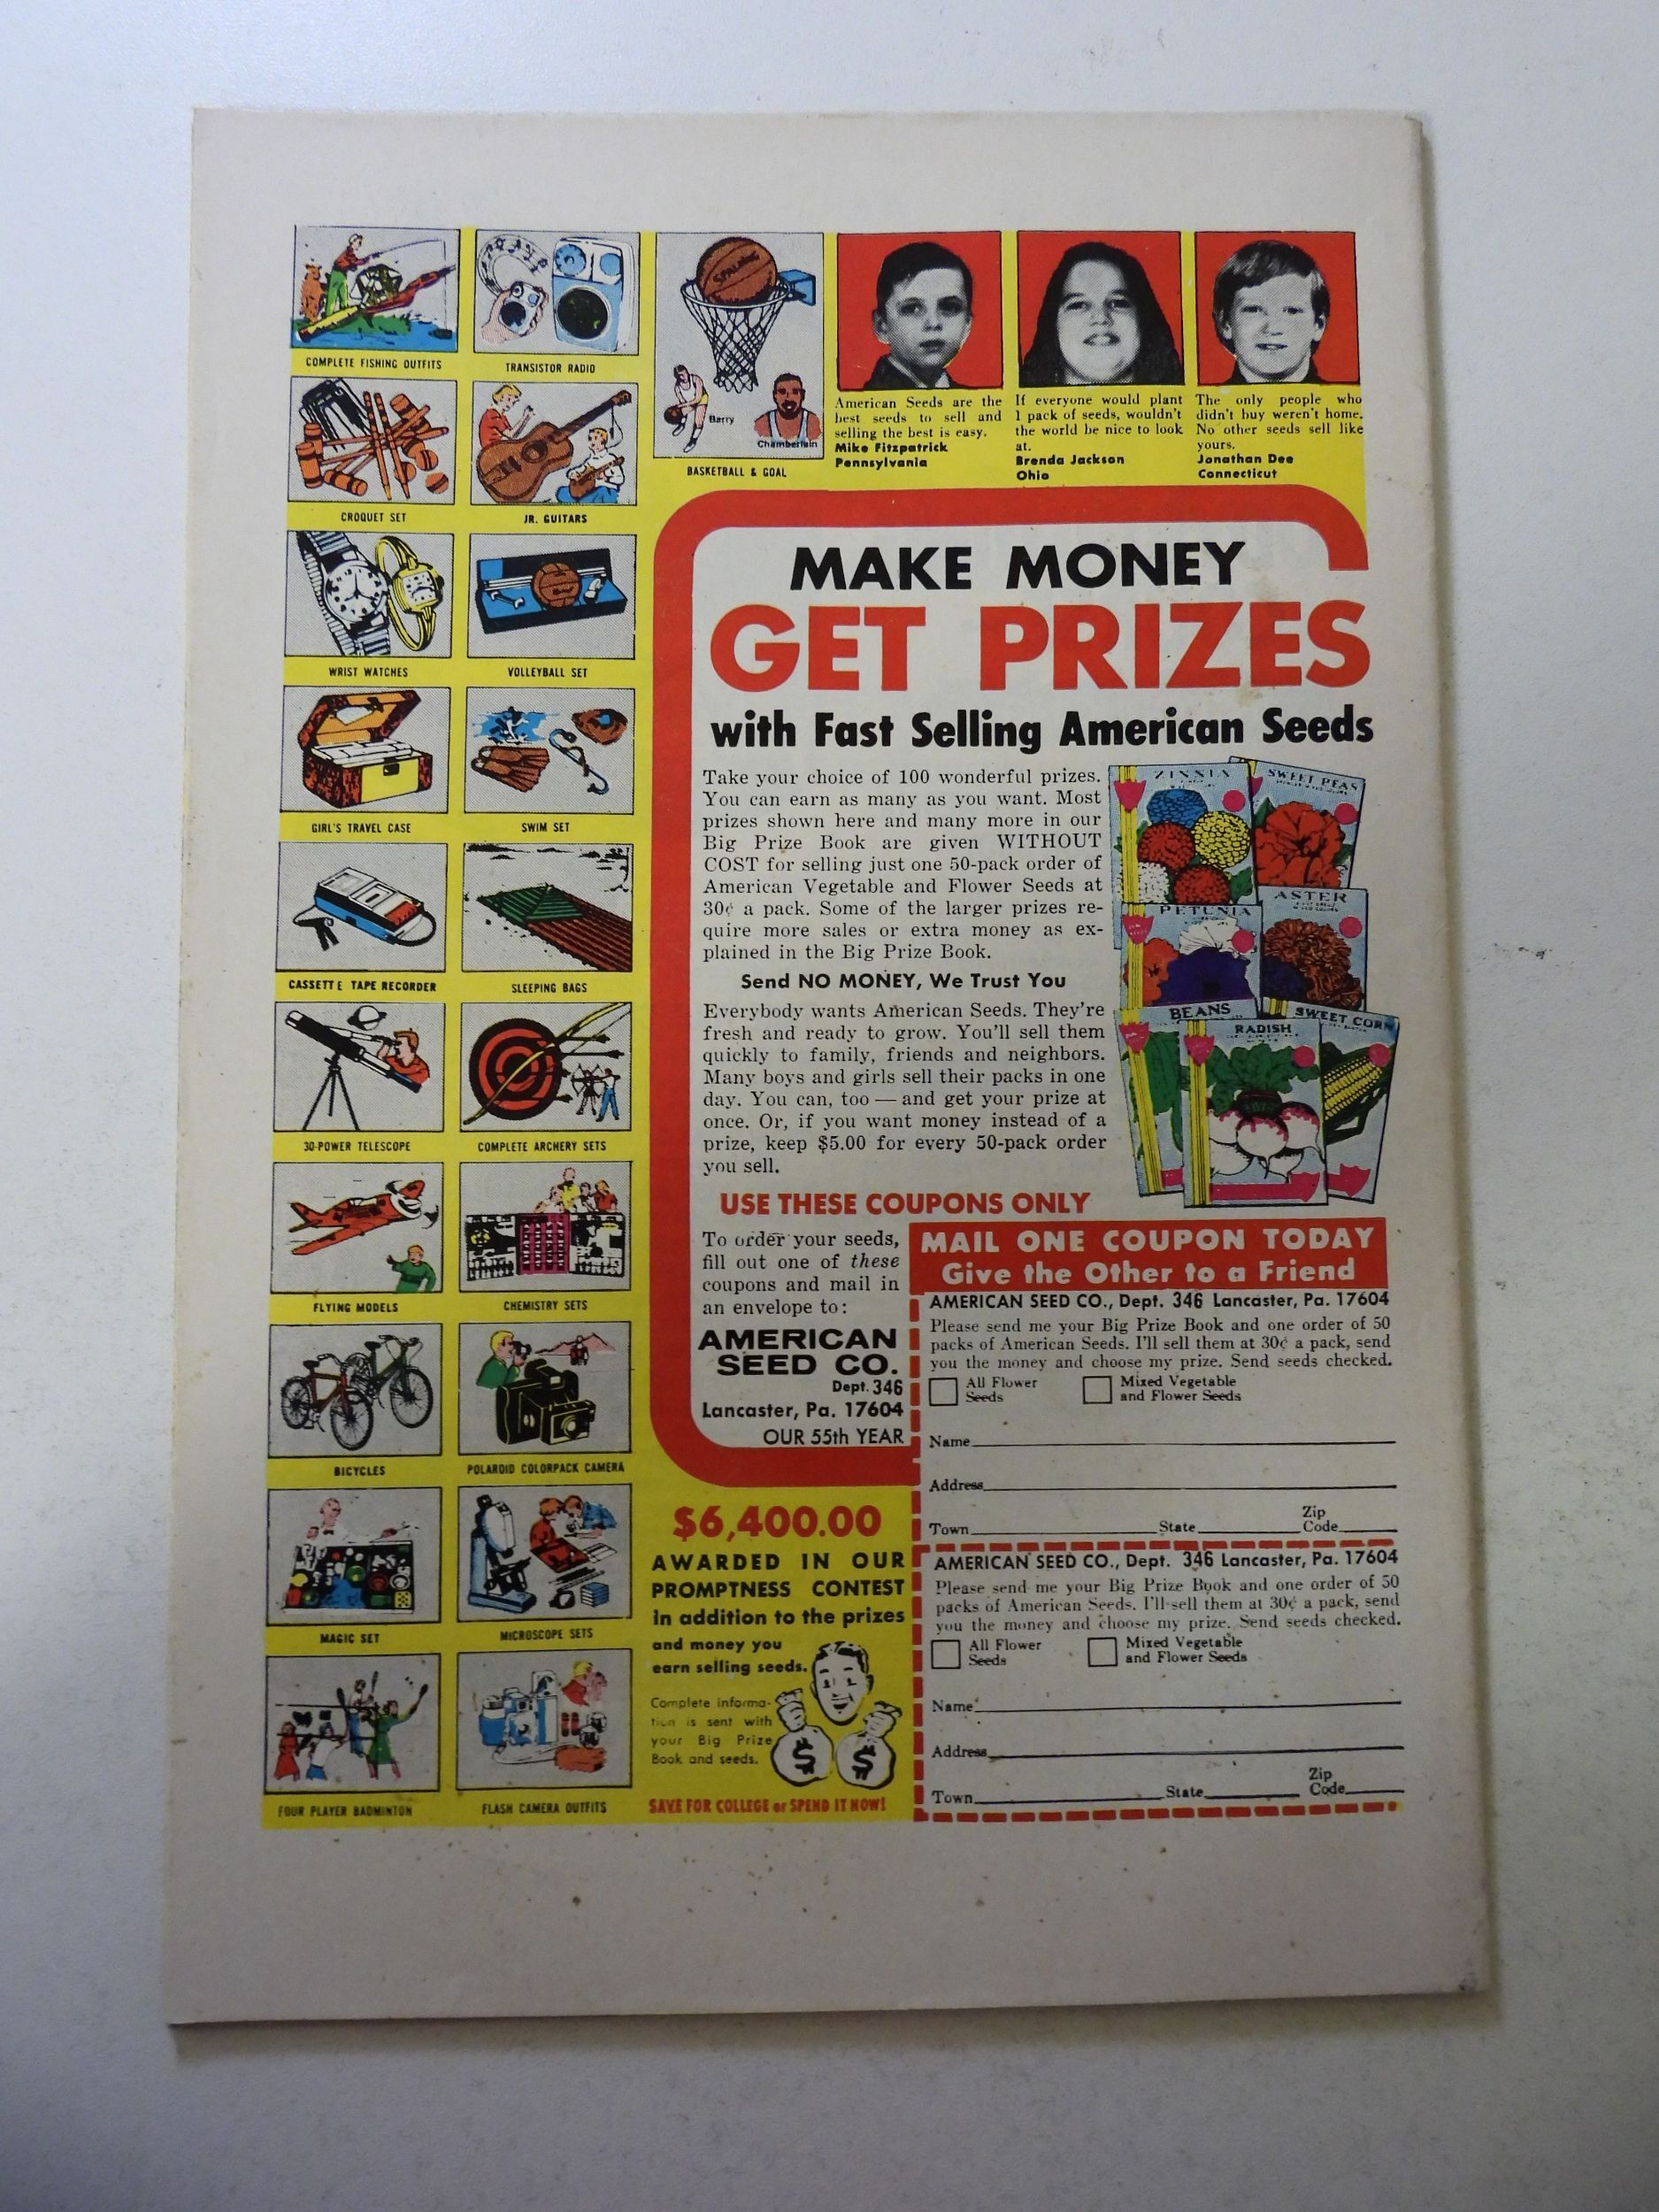 COMPLETE FISHING OUTFITS
TRANSISTOR RADIO
SPALDING
Barry
Chamberlain
BASKETBALL & GOAL
CROQUET SET
JR. GUITARS
WRIST WATCHES
VOLLEYBALL SET
GIRL'S TRAVEL CASE
SWIM SET
CASSETTE TAPE RECORDER
SLEEPING BAGS
30-POWER TELESCOPE
COMPLETE ARCHERY SETS
FLYING MODELS
CHEMISTRY SETS
BICYCLES
POLAROID COLORPACK CAMERA
MAGIC SET
MICROSCOPE SETS
FOUR PLAYER BADMINTON
FLASH CAMERA OUTFITS
American Seeds are the
best seeds to sell and
selling the best is easy.
Mike Fitzpatrick
Pennsylvania
If everyone would plant
1 pack of seeds, wouldn't
the world be nice to look
at.
Brenda Jackson
Ohio
The only people who
didn't buy weren't home.
No other seeds sell like
yours.
Jonathan Dee
Connecticut
MAKE MONEY
GET PRIZES
with Fast Selling American Seeds
Take your choice of 100 wonderful prizes.
You can earn as many as you want. Most
prizes shown here and many more in our
Big Prize Book are given WITHOUT
COST for selling just one 50-pack order of
American Vegetable and Flower Seeds at
30¢ a pack. Some of the larger prizes re-
quire more sales or extra money as ex-
plained in the Big Prize Book.
Send NO MONEY, We Trust You
Everybody wants American Seeds. They're
fresh and ready to grow. You'll sell them
quickly to family, friends and neighbors.
Many boys and girls sell their packs in one
day. You can, too — and get your prize at
once. Or, if you want money instead of a
prize, keep $5.00 for every 50-pack order
you sell.
ZINNIA
SWEET PEAS
PETUNIA
ASTER
BEANS
RADISH
SWEET CORN
USE THESE COUPONS ONLY
To order your seeds,
fill out one of these
coupons and mail in
an envelope to:
AMERICAN
SEED CO.
Dept. 346
Lancaster, Pa. 17604
OUR 55th YEAR
MAIL ONE COUPON TODAY
Give the Other to a Friend
AMERICAN SEED CO., Dept. 346 Lancaster, Pa. 17604
Please send me your Big Prize Book and one order of 50
packs of American Seeds. I'll sell them at 30¢ a pack, send
you the money and choose my prize. Send seeds checked.
All Flower
Seeds
Mixed Vegetable
and Flower Seeds
Name
Address
Town State Zip
Code
AMERICAN SEED CO., Dept. 346 Lancaster, Pa. 17604
Please send me your Big Prize Book and one order of 50
packs of American Seeds. I'll sell them at 30¢ a pack, send
you the money and choose my prize. Send seeds checked.
All Flower
Seeds
Mixed Vegetable
and Flower Seeds
Name
Address
Town State Zip
Code
$6,400.00
AWARDED IN OUR
PROMPTNESS CONTEST
in addition to the prizes
and money you
earn selling seeds.
Complete informa-
tion is sent with
your Big Prize
Book and seeds.
$ $
SAVE FOR COLLEGE or SPEND IT NOW!